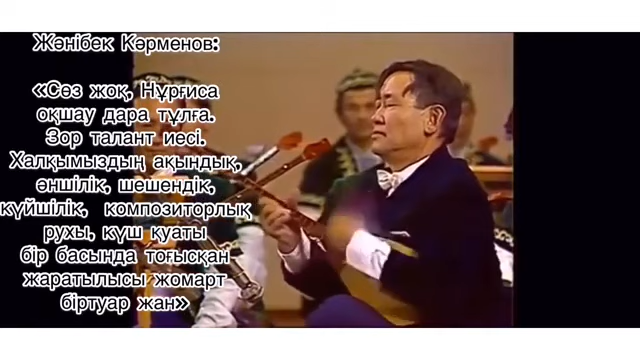 Жәнібек Кәрменов:
«Сөз жоқ, Нұрғиса
оқшау дара тұлға.
Зор талант иесі.
Халқымыздың ақындық,
әншілік, шешендік,
күйшілік, композиторлық
рухы, күш қуаты
бір басында тоғысқан
жаратылысы жомарт
біртуар жан»